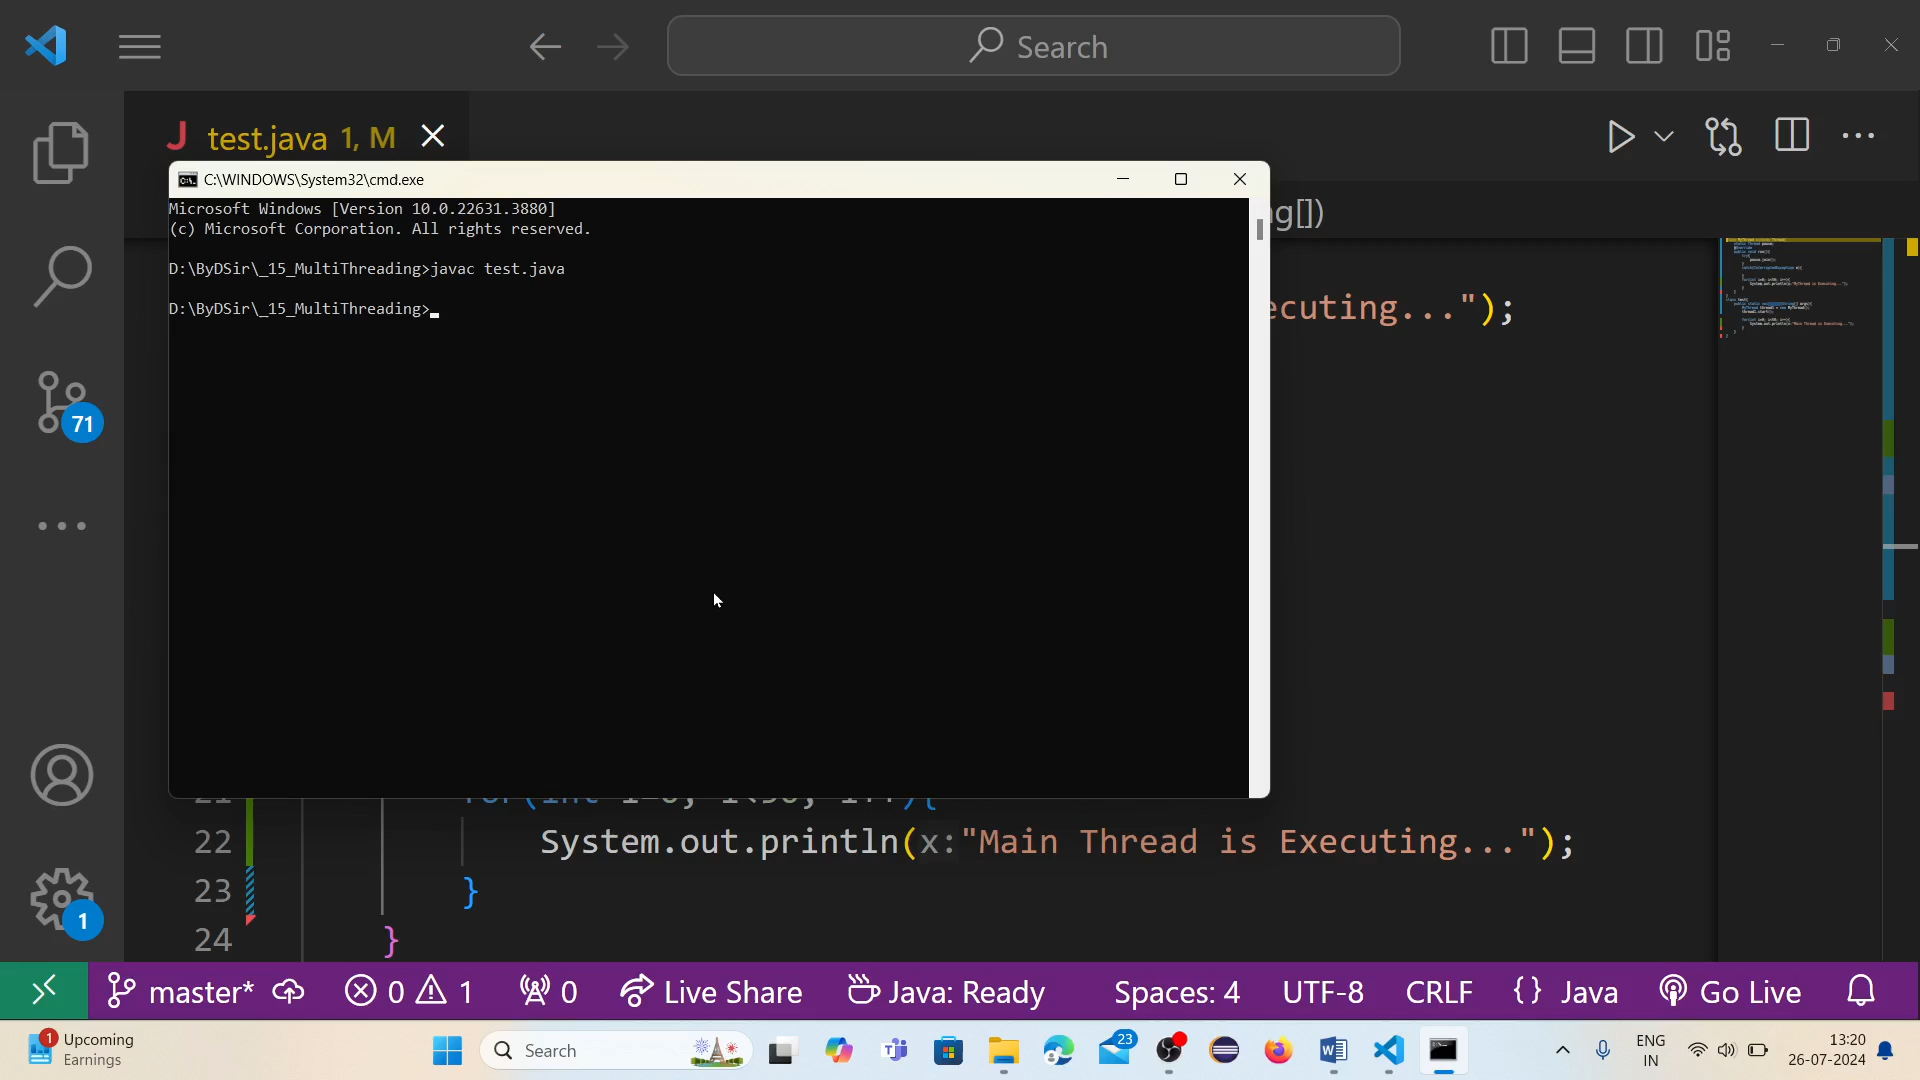 Search
J test.java 1, M
C:\WINDOWS\System32\cmd.exe
ng[])
Microsoft Windows [Version 10.0.22631.3880]
(c) Microsoft Corporation. All rights reserved.
D:\ByDSir\_15_MultiThreading>javac test.java
D:\ByDSir\_15_MultiThreading>
ecuting...");
71
22 System.out.println(x:"Main Thread is Executing...");
23 }
24 }
1
master* 0 1 0 Live Share Java: Ready Spaces: 4 UTF-8 CRLF {} Java Go Live
1 Upcoming
Earnings
Search
23
ENG
IN
13:20
26-07-2024